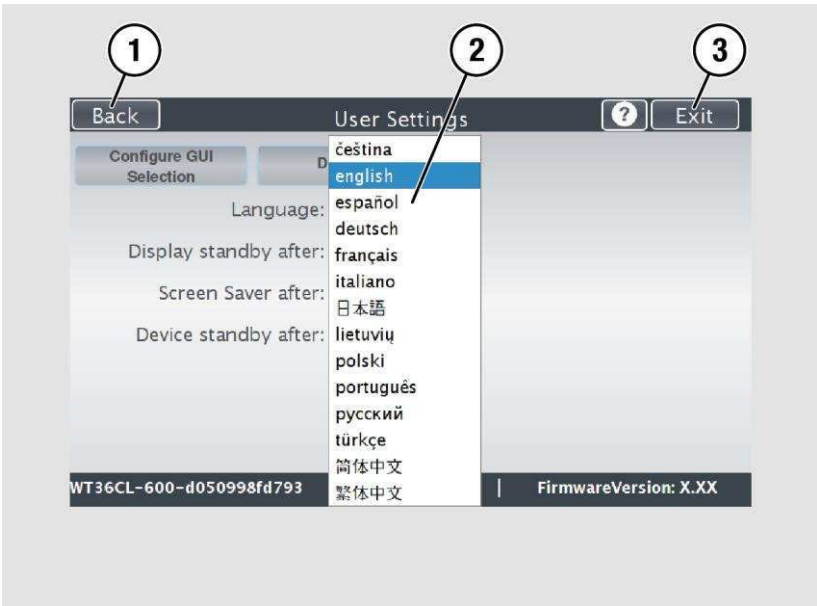 1 2 3
Back User Settings ? Exit
Configure GUI
Selection
D
Language:
Display standby after:
Screen Saver after:
Device standby after:
čeština
english
español
deutsch
français
italiano
日本語
lietuvių
polski
português
русский
türkçe
简体中文
繁体中文
WT36CL-600-d050998fd793 | FirmwareVersion: X.XX